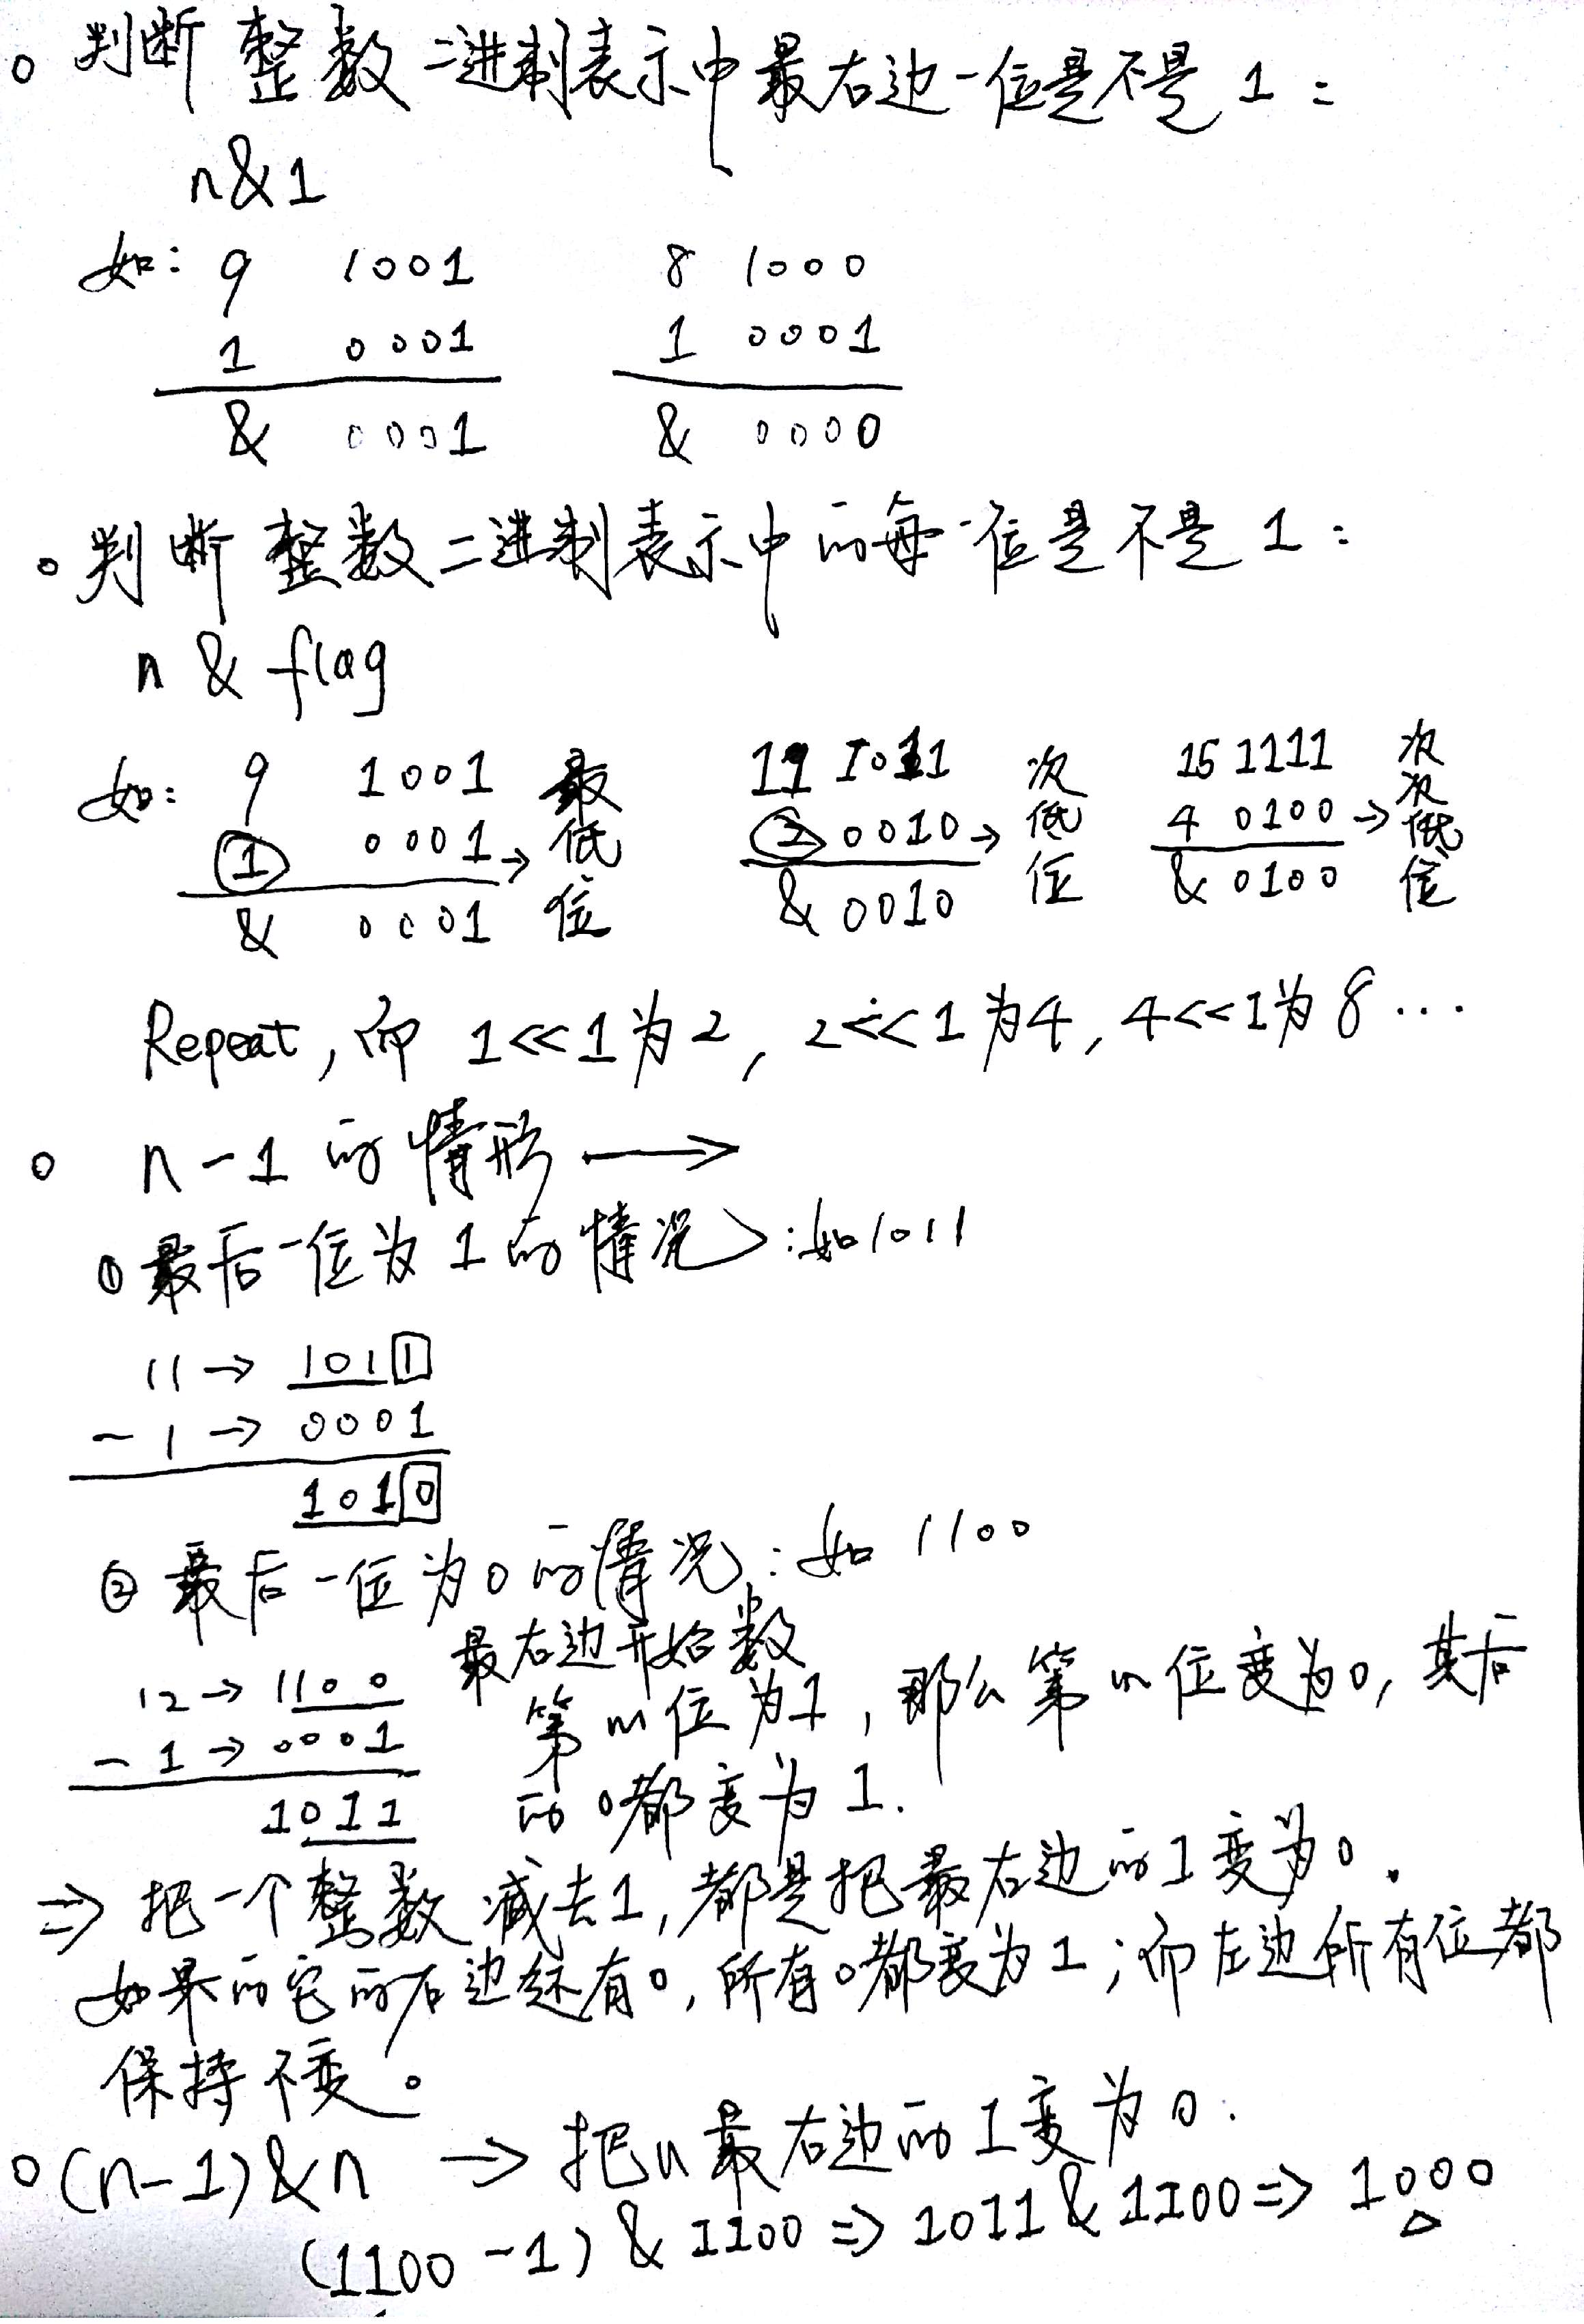 。判断整数二进制表示中最右边一位是不是1：
n&1
如：9 1001 8 1000
1 0001 1 0001
& 0001 & 0000
。判断整数二进制表示中的每一位是不是1：
n & flag
如：9 1001 最低位 11 1011 次低位 15 1111 次次低位
① 0001→ ② 0010→ 4 0100→
& 0001 & 0010 & 0100
Repeat，而 1<<1为2，2<<1为4，4<<1为8…
。n-1的情形→
①最后一位为1的情况：如1011
11→1011
-1→0001
1010
②最后一位为0的情况：如1100
最右边开始数
12→1100 第m位为1，那么第m位变为0，其后
-1→0001 的0都变为1.
1011
⇒把一个整数减去1，都是把最右边的1变为0。
如果的它的右边还有0，所有0都变为1；而左边所有位都
保持不变。
。(n-1)&n → 把n最右边的1变为0.
(1100-1)&1100⇒1011&1100⇒1000